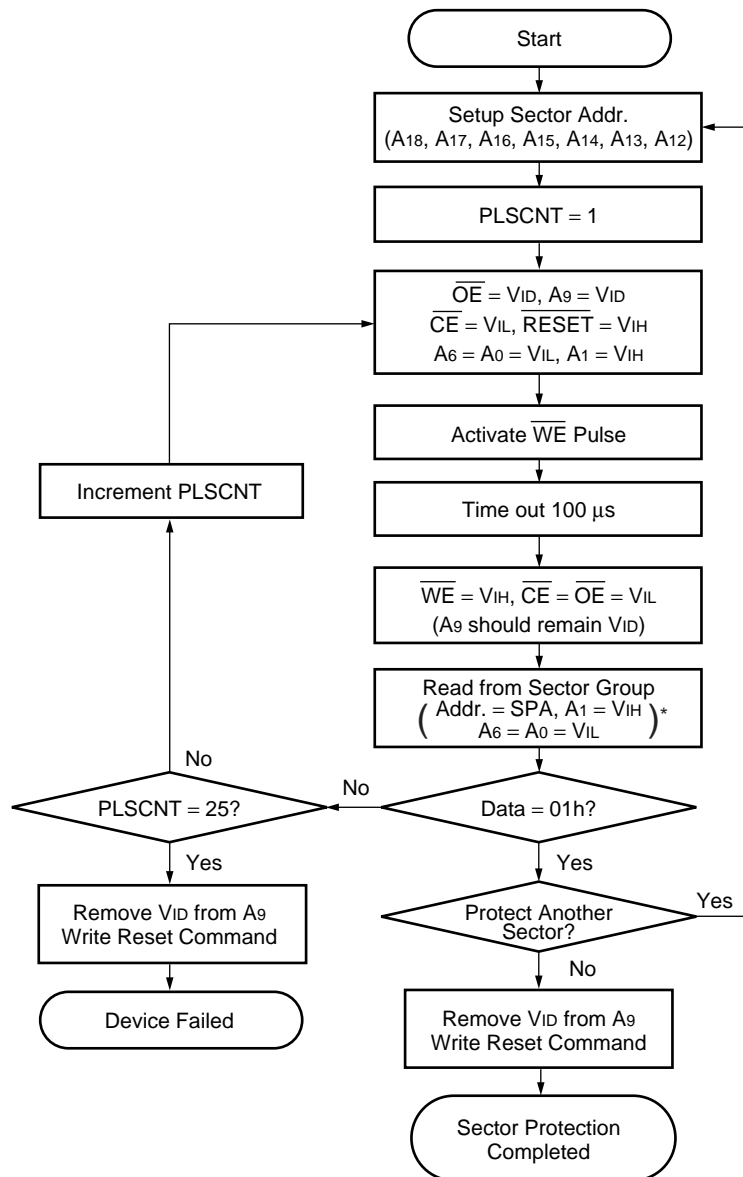 Start
Setup Sector Addr.
(A18, A17, A16, A15, A14, A13, A12)
PLSCNT = 1
OE = VID, A9 = VID
CE = VIL, RESET = VIH
A6 = A0 = VIL, A1 = VIH
Activate WE Pulse
Increment PLSCNT
Time out 100 μs
WE = VIH, CE = OE = VIL
(A9 should remain VID)
Read from Sector Group
( Addr. = SPA, A1 = VIH )*
A6 = A0 = VIL
No
PLSCNT = 25?
No
Data = 01h?
Yes
Yes
Remove VID from A9
Write Reset Command
Protect Another
Sector?
Yes
No
Device Failed
Remove VID from A9
Write Reset Command
Sector Protection
Completed